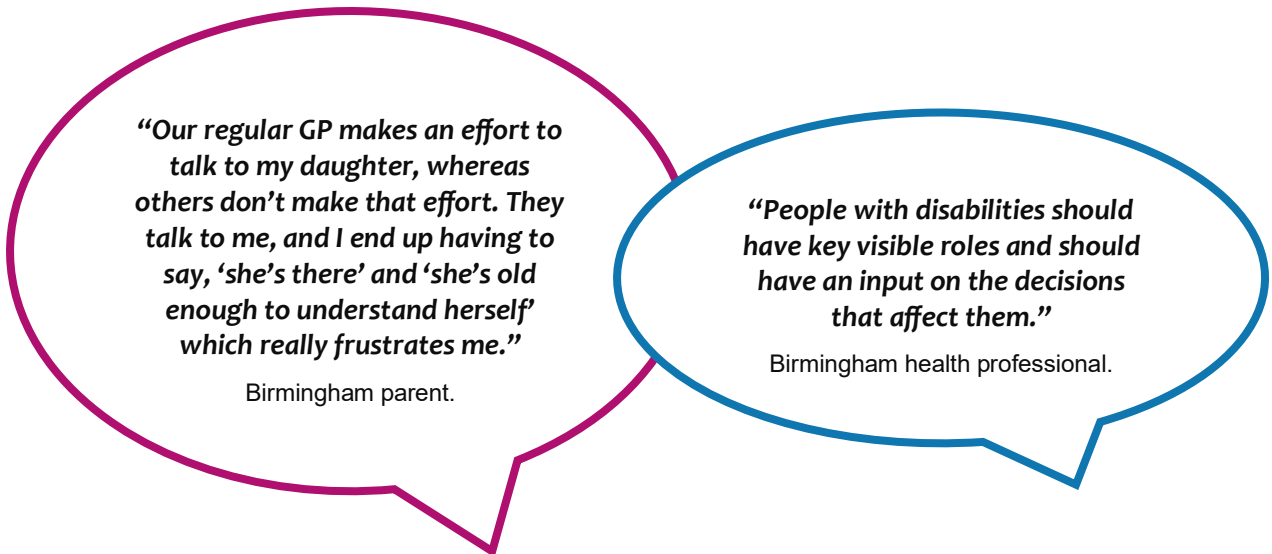 “Our regular GP makes an effort to
talk to my daughter, whereas
others don’t make that effort. They
talk to me, and I end up having to
say, ‘she’s there’ and ‘she’s old
enough to understand herself’
which really frustrates me.”
Birmingham parent.
“People with disabilities should
have key visible roles and should
have an input on the decisions
that affect them.”
Birmingham health professional.